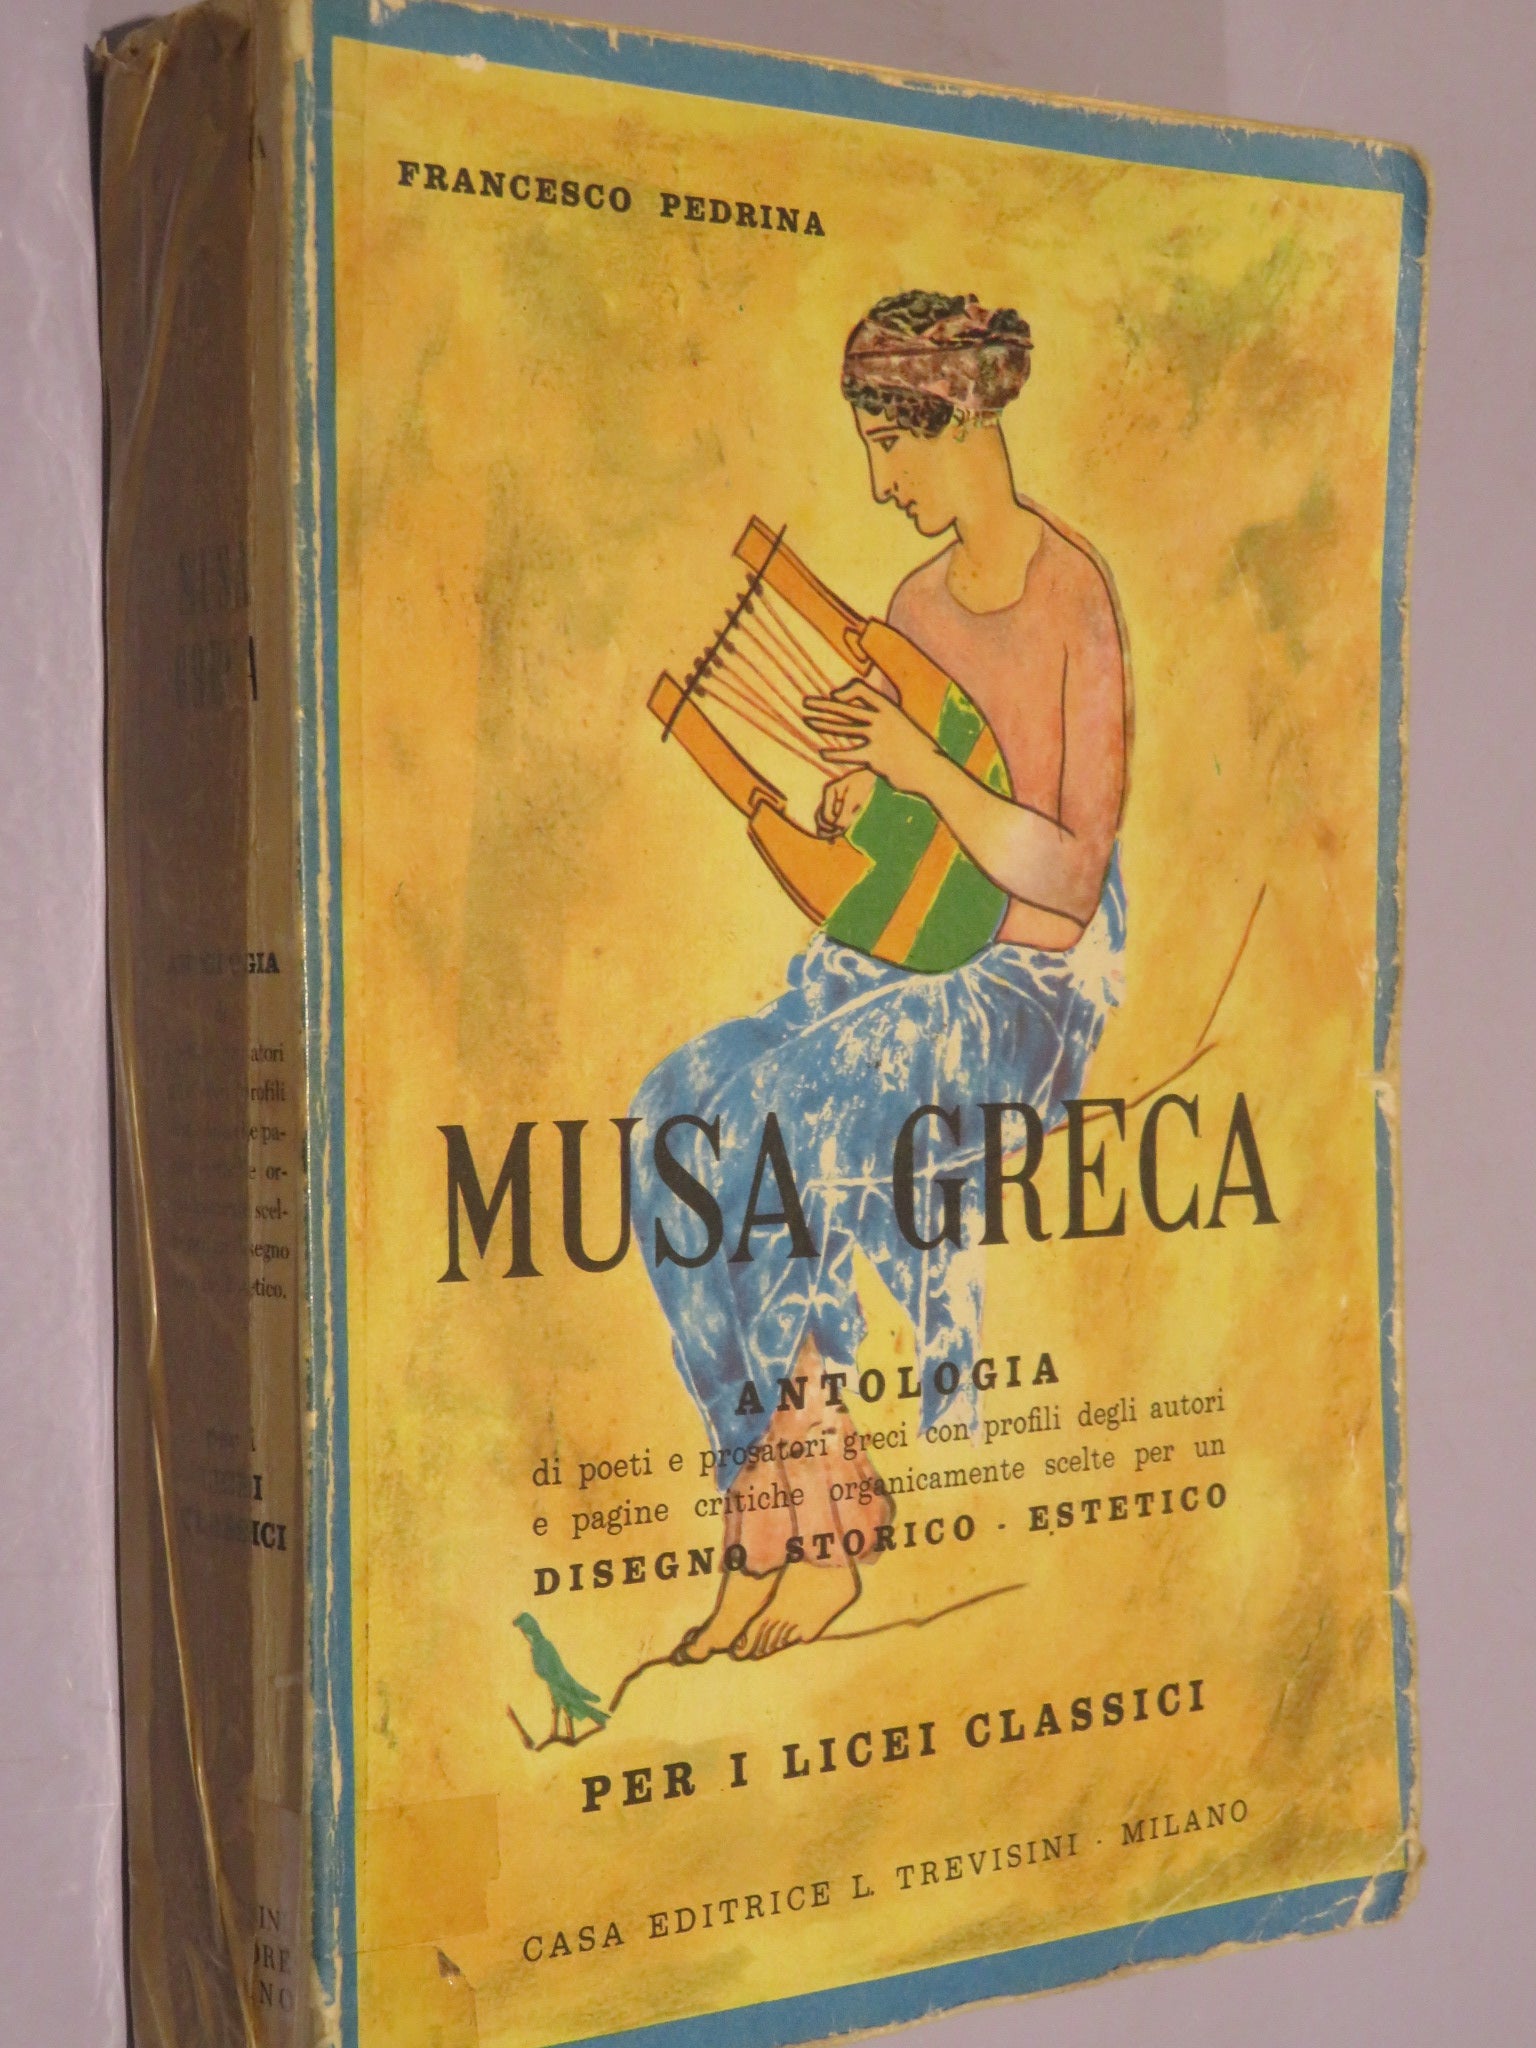 FRANCESCO PEDRINA
MUSA GRECA
ANTOLOGIA
di poeti e prosatori greci con profili degli autori
e pagine critiche organicamente scelte per un
DISEGNO STORICO - ESTETICO
PER I LICEI CLASSICI
CASA EDITRICE L. TREVISINI · MILANO